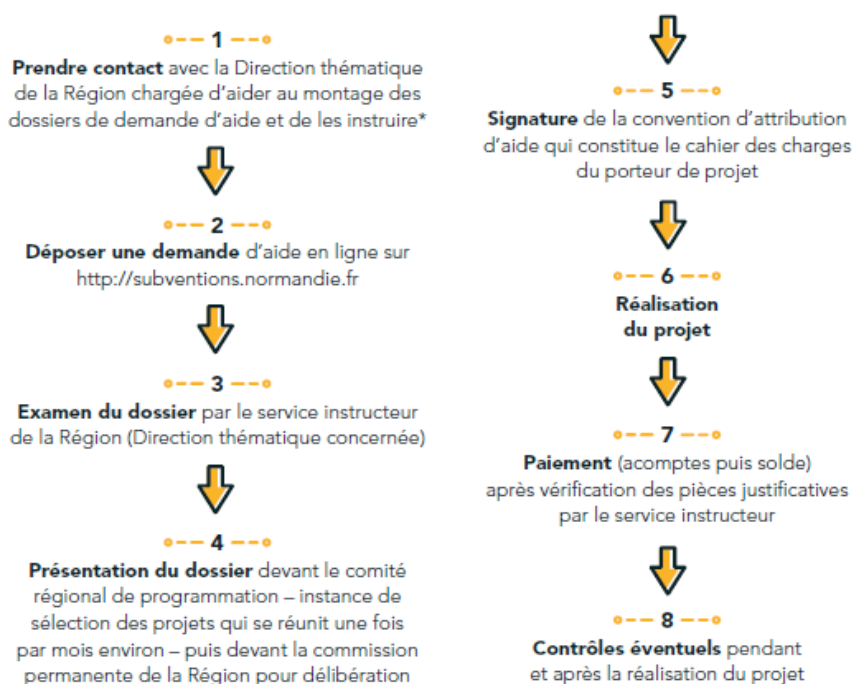 1
Prendre contact avec la Direction thématique
de la Région chargée d'aider au montage des
dossiers de demande d'aide et de les instruire*
2
Déposer une demande d'aide en ligne sur
http://subventions.normandie.fr
3
Examen du dossier par le service instructeur
de la Région (Direction thématique concernée)
4
Présentation du dossier devant le comité
régional de programmation – instance de
sélection des projets qui se réunit une fois
par mois environ – puis devant la commission
permanente de la Région pour délibération
5
Signature de la convention d'attribution
d'aide qui constitue le cahier des charges
du porteur de projet
6
Réalisation
du projet
7
Paiement (acomptes puis solde)
après vérification des pièces justificatives
par le service instructeur
8
Contrôles éventuels pendant
et après la réalisation du projet